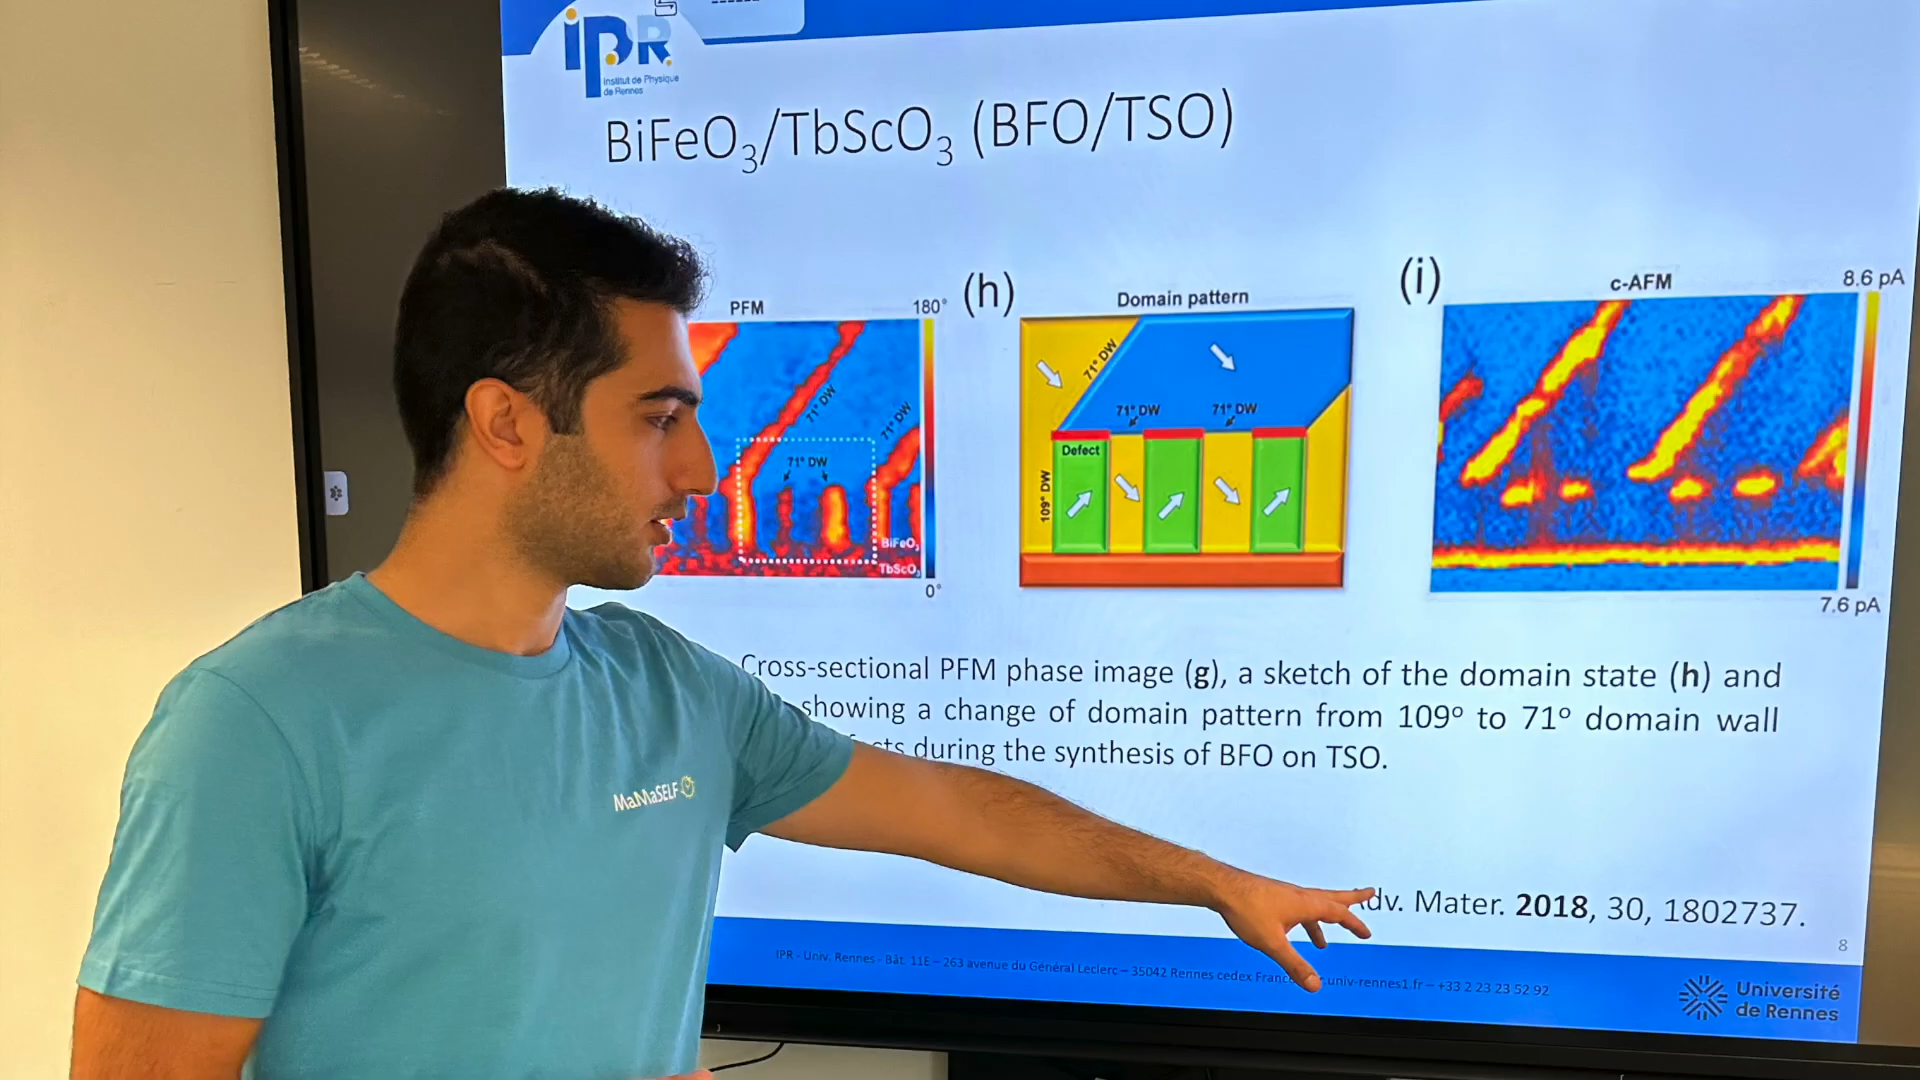 iPR
Institut de Physique
de Rennes
BiFeO₃/TbScO₃ (BFO/TSO)
PFM
180°
71° DW
71° DW
71° DW
BiFeO₃
TbScO₃
0°
(h)
Domain pattern
71° DW
71° DW
71° DW
Defect
109° DW
(i)
c-AFM
8.6 pA
7.6 pA
Cross-sectional PFM phase image (g), a sketch of the domain state (h) and
showing a change of domain pattern from 109º to 71º domain wall
during the synthesis of BFO on TSO.
MaMaSELF
Adv. Mater. 2018, 30, 1802737.
8
IPR - Univ. Rennes - Bât. 11E – 263 avenue du Général Leclerc – 35042 Rennes cedex France univ-rennes1.fr – +33 2 23 23 52 92
Université
de Rennes